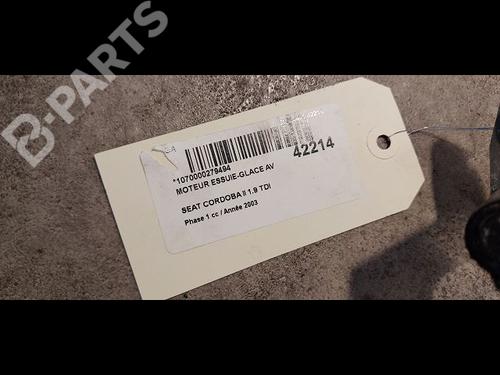 B-PARTS
42214
*1070000279494
MOTEUR ESSUIE-GLACE AV
SEAT CORDOBA II 1.9 TDI
Phase 1 cc / Année 2003